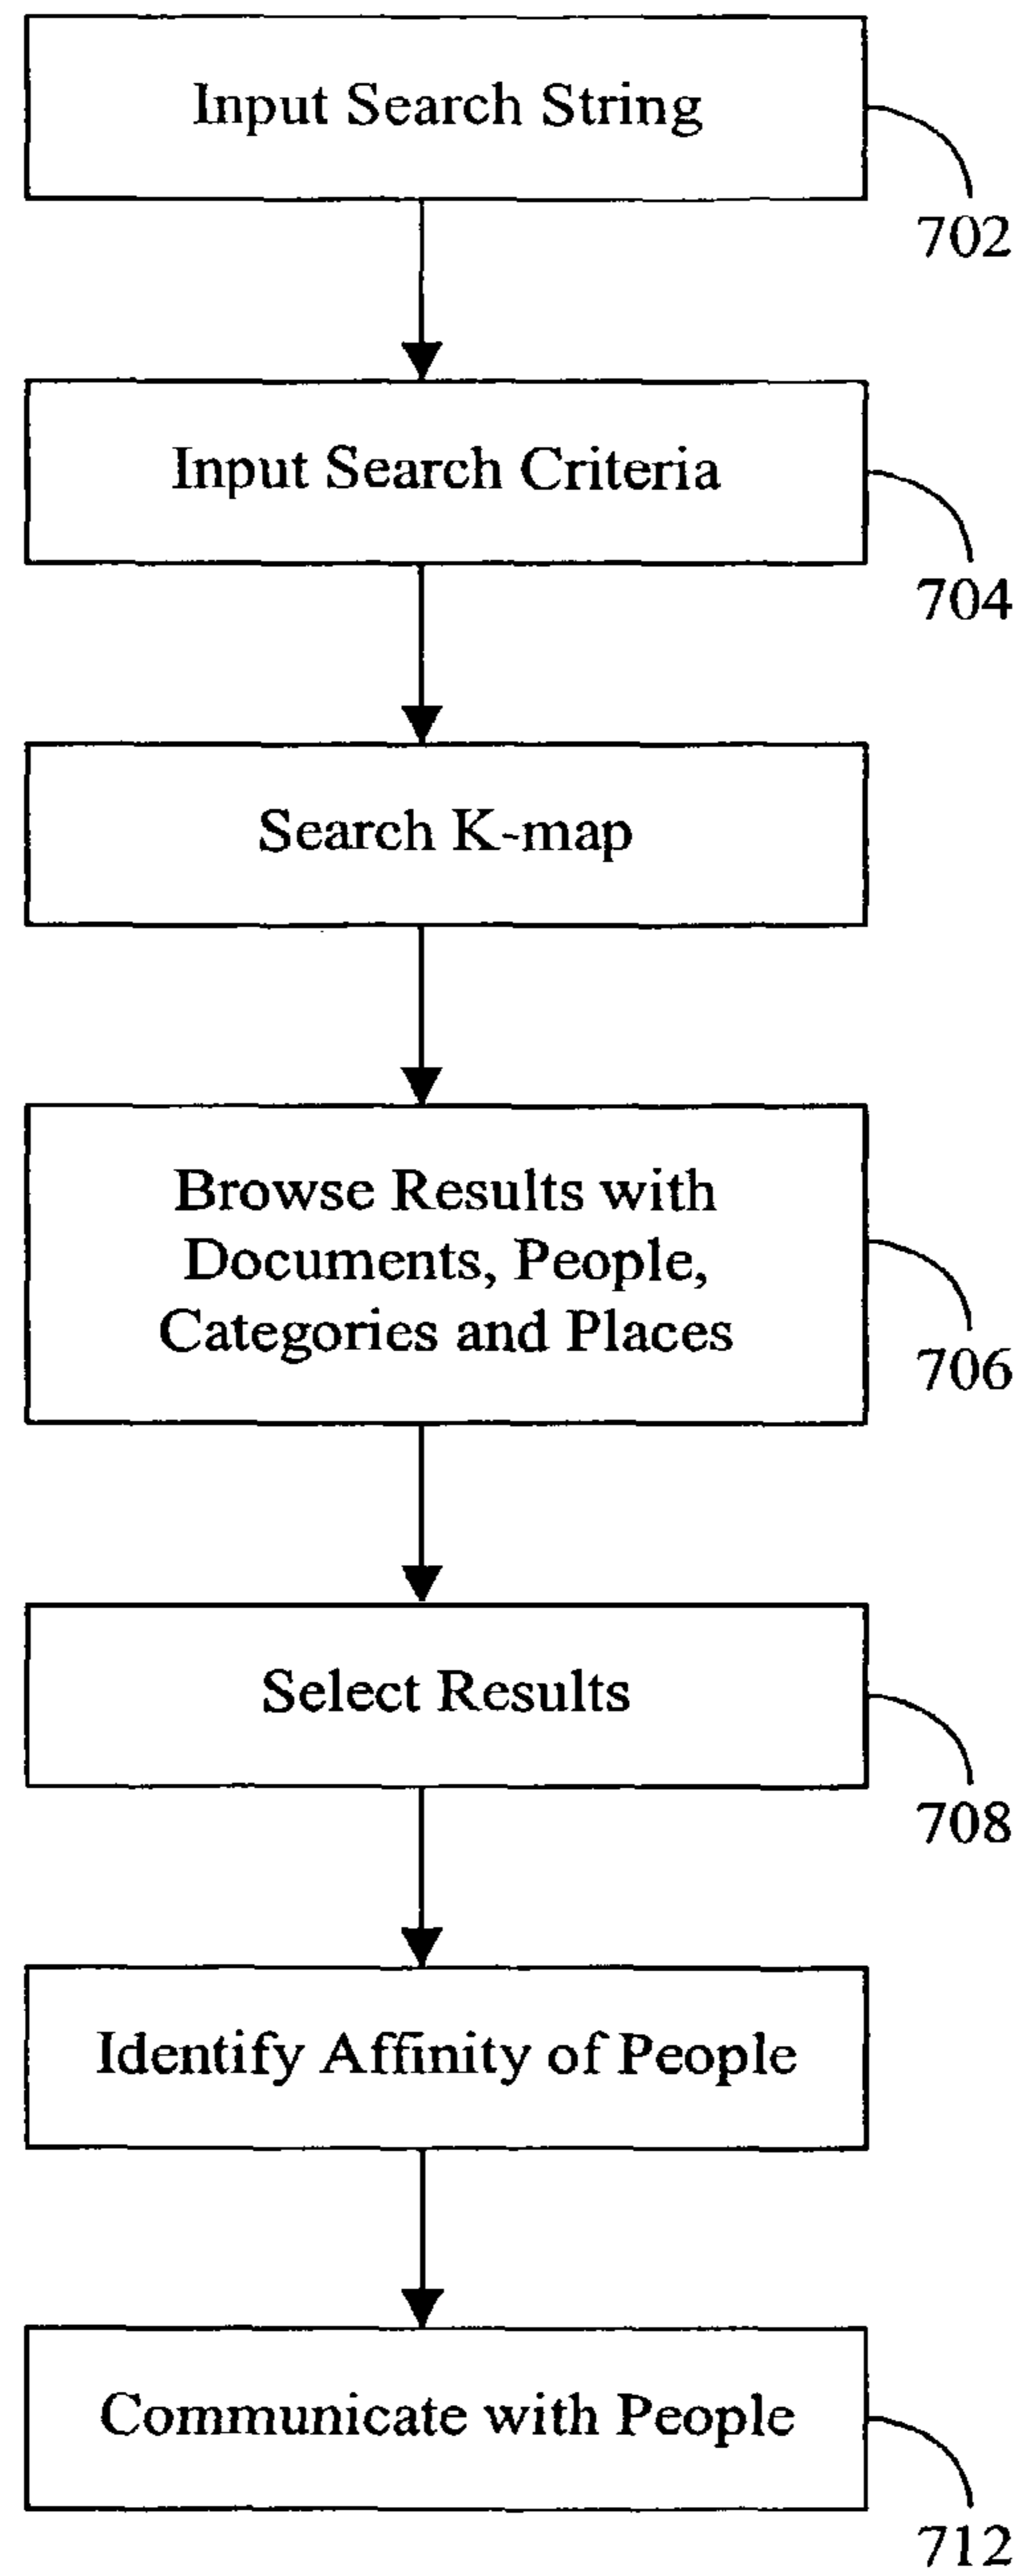 Input Search String
702
Input Search Criteria
704
Search K-map
Browse Results with
Documents, People,
Categories and Places
706
Select Results
708
Identify Affinity of People
Communicate with People
712